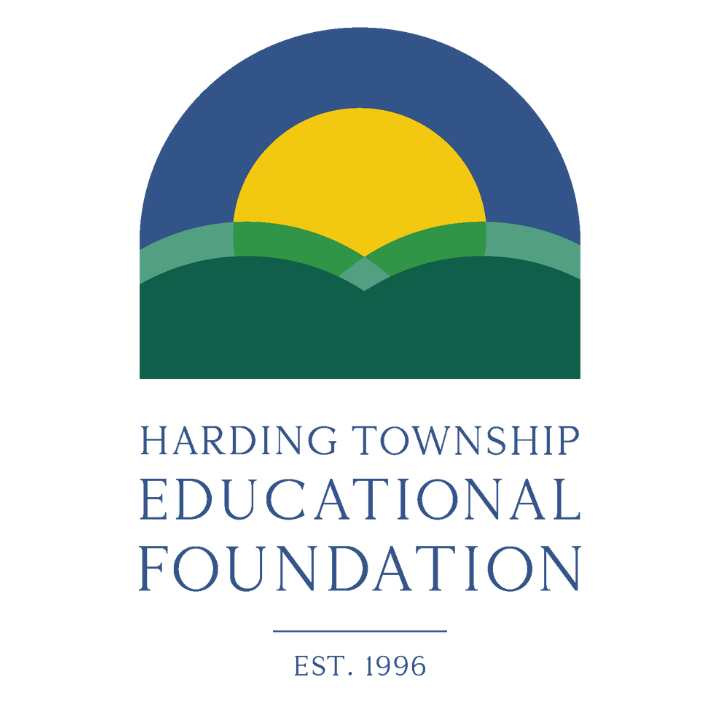 HARDING TOWNSHIP
EDUCATIONAL
FOUNDATION
EST. 1996